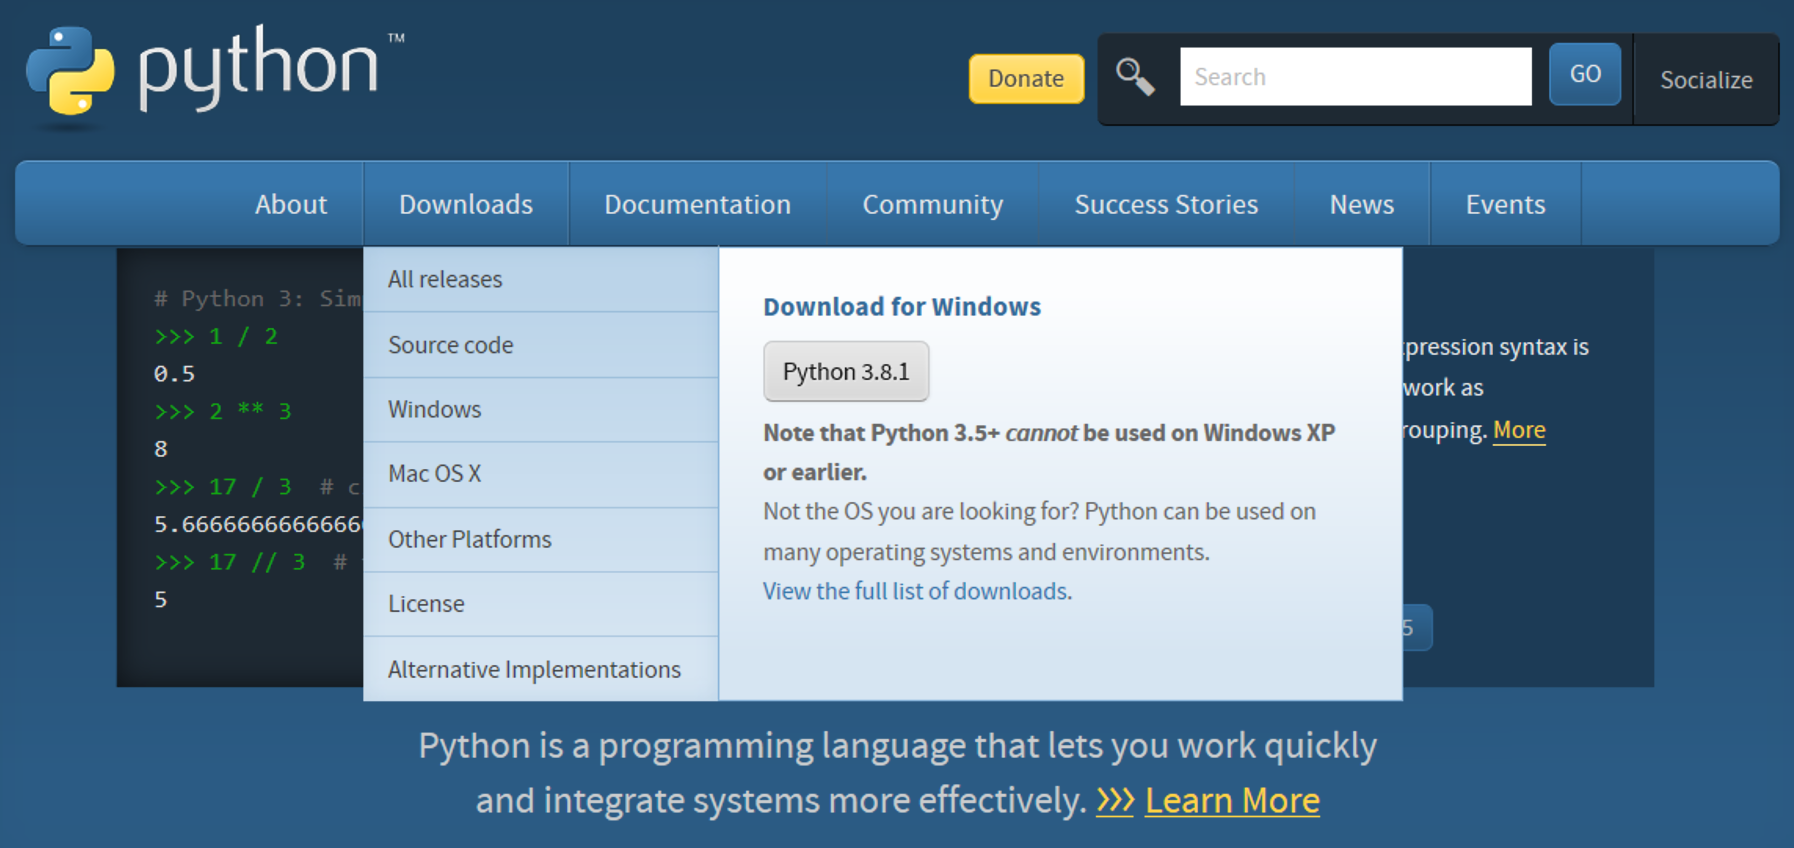 python™
Donate
Search
GO
Socialize
About
Downloads
Documentation
Community
Success Stories
News
Events
# Python 3: Sim
>>> 1 / 2
0.5
>>> 2 ** 3
8
>>> 17 / 3 # c
5.666666666666
>>> 17 // 3 #
5
All releases
Source code
Windows
Mac OS X
Other Platforms
License
Alternative Implementations
Download for Windows
Python 3.8.1
Note that Python 3.5+ cannot be used on Windows XP
or earlier.
Not the OS you are looking for? Python can be used on
many operating systems and environments.
View the full list of downloads.
pression syntax is
work as
rouping. More
5
Python is a programming language that lets you work quickly
and integrate systems more effectively. >>> Learn More